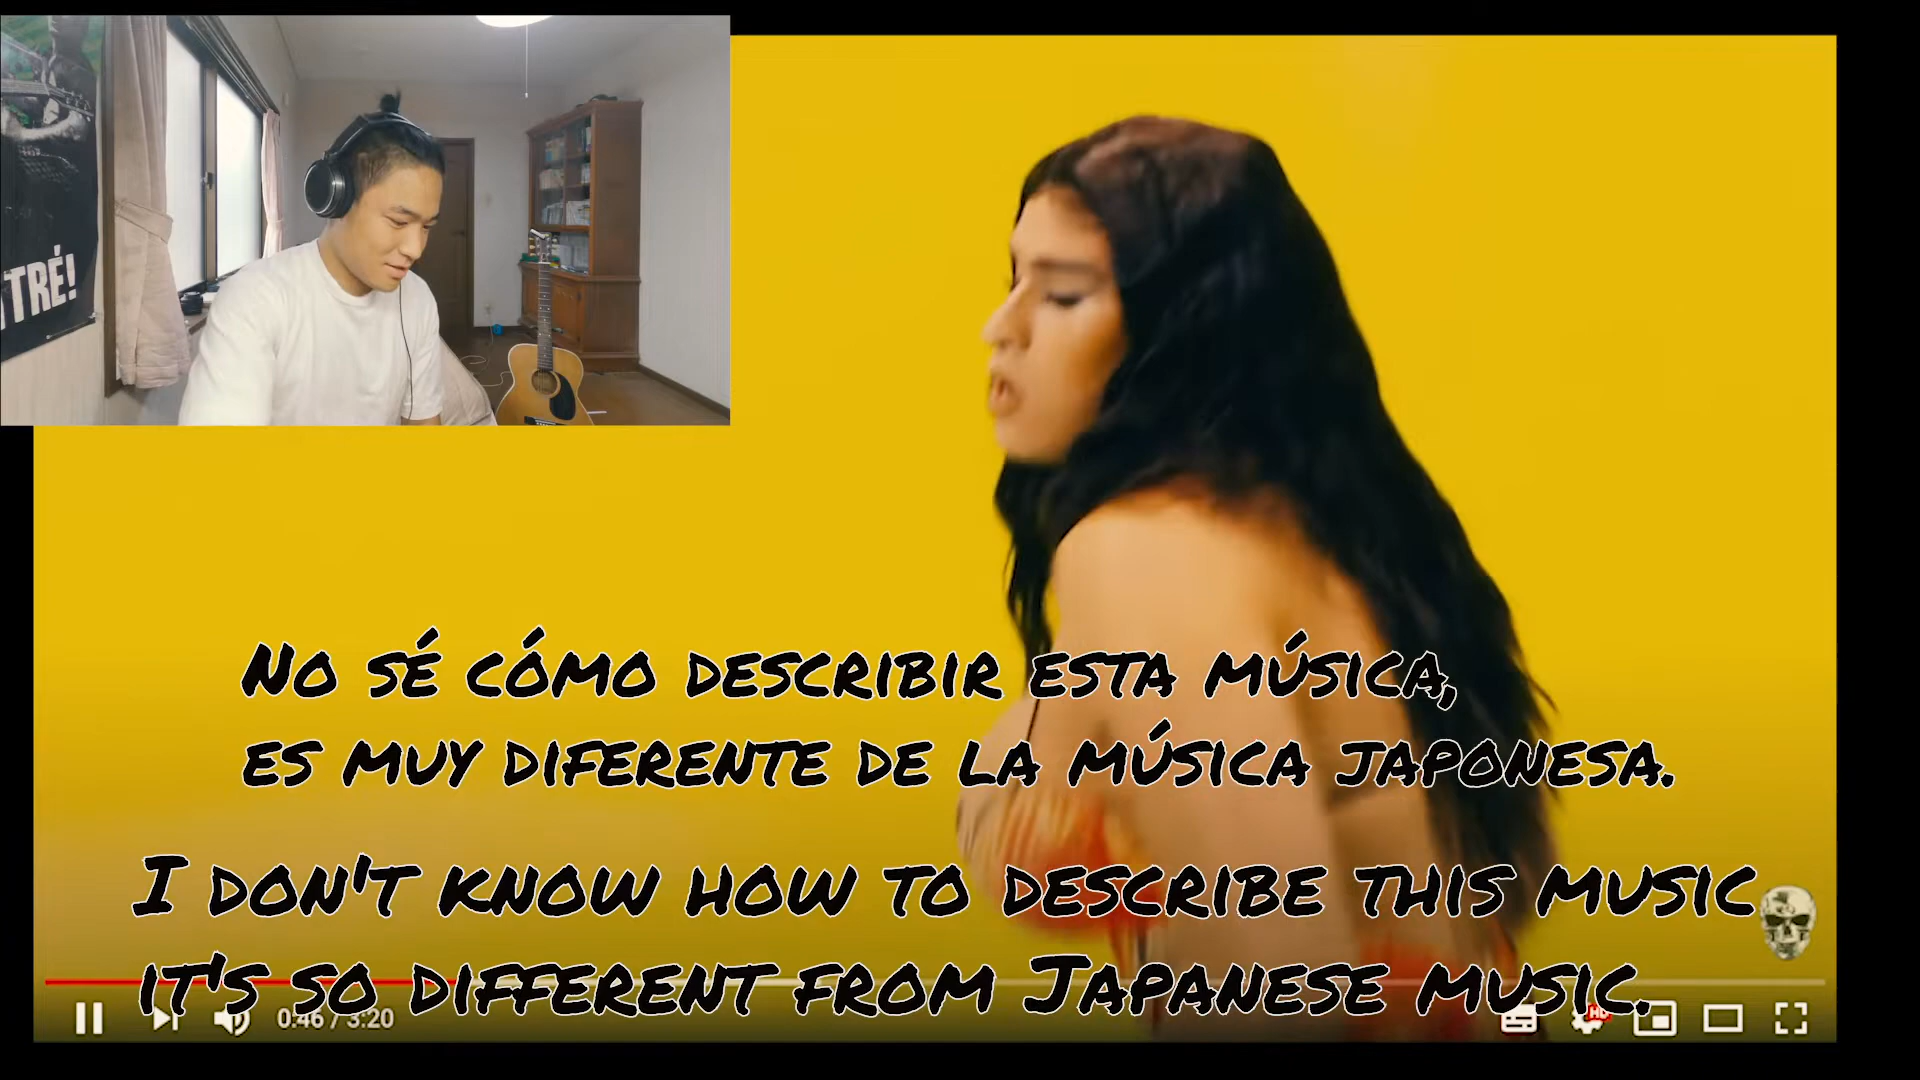 TRÉ!
No sé cómo describir esta música,
es muy diferente de la música japonesa.
I don't know how to describe this music
it's so different from Japanese music.
0:46 / 3:20
HD